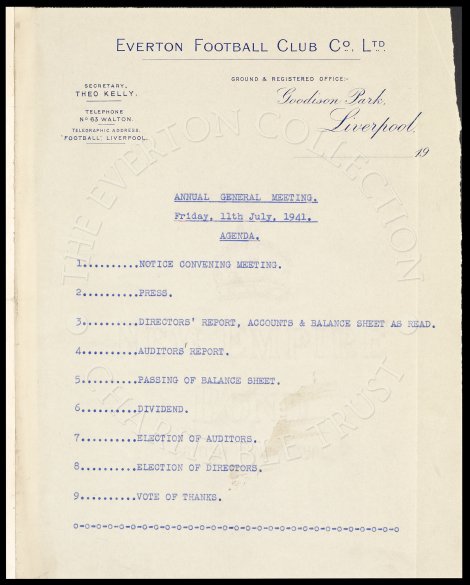 EVERTON FOOTBALL CLUB CO., LTD
SECRETARY,
THEO KELLY.
TELEPHONE
NO 63 WALTON.
TELEGRAPHIC ADDRESS
"FOOTBALL, LIVERPOOL.
GROUND & REGISTERED OFFICE:-
Goodison Park,
Liverpool,
19
ANNUAL GENERAL MEETING.
Friday, 11th July, 1941.
AGENDA.
1..........NOTICE CONVENING MEETING.
2..........PRESS.
3..........DIRECTORS' REPORT, ACCOUNTS & BALANCE SHEET AS READ.
4..........AUDITORS' REPORT.
5..........PASSING OF BALANCE SHEET.
6..........DIVIDEND.
7..........ELECTION OF AUDITORS.
8..........ELECTION OF DIRECTORS.
9..........VOTE OF THANKS.
o-o-o-o-o-o-o-o-o-o-o-o-o-o-o-o-o-o-o-o-o-o-o-o-o-o-o-o-o
THE EVERTON COLLECTION
CHARITABLE TRUST